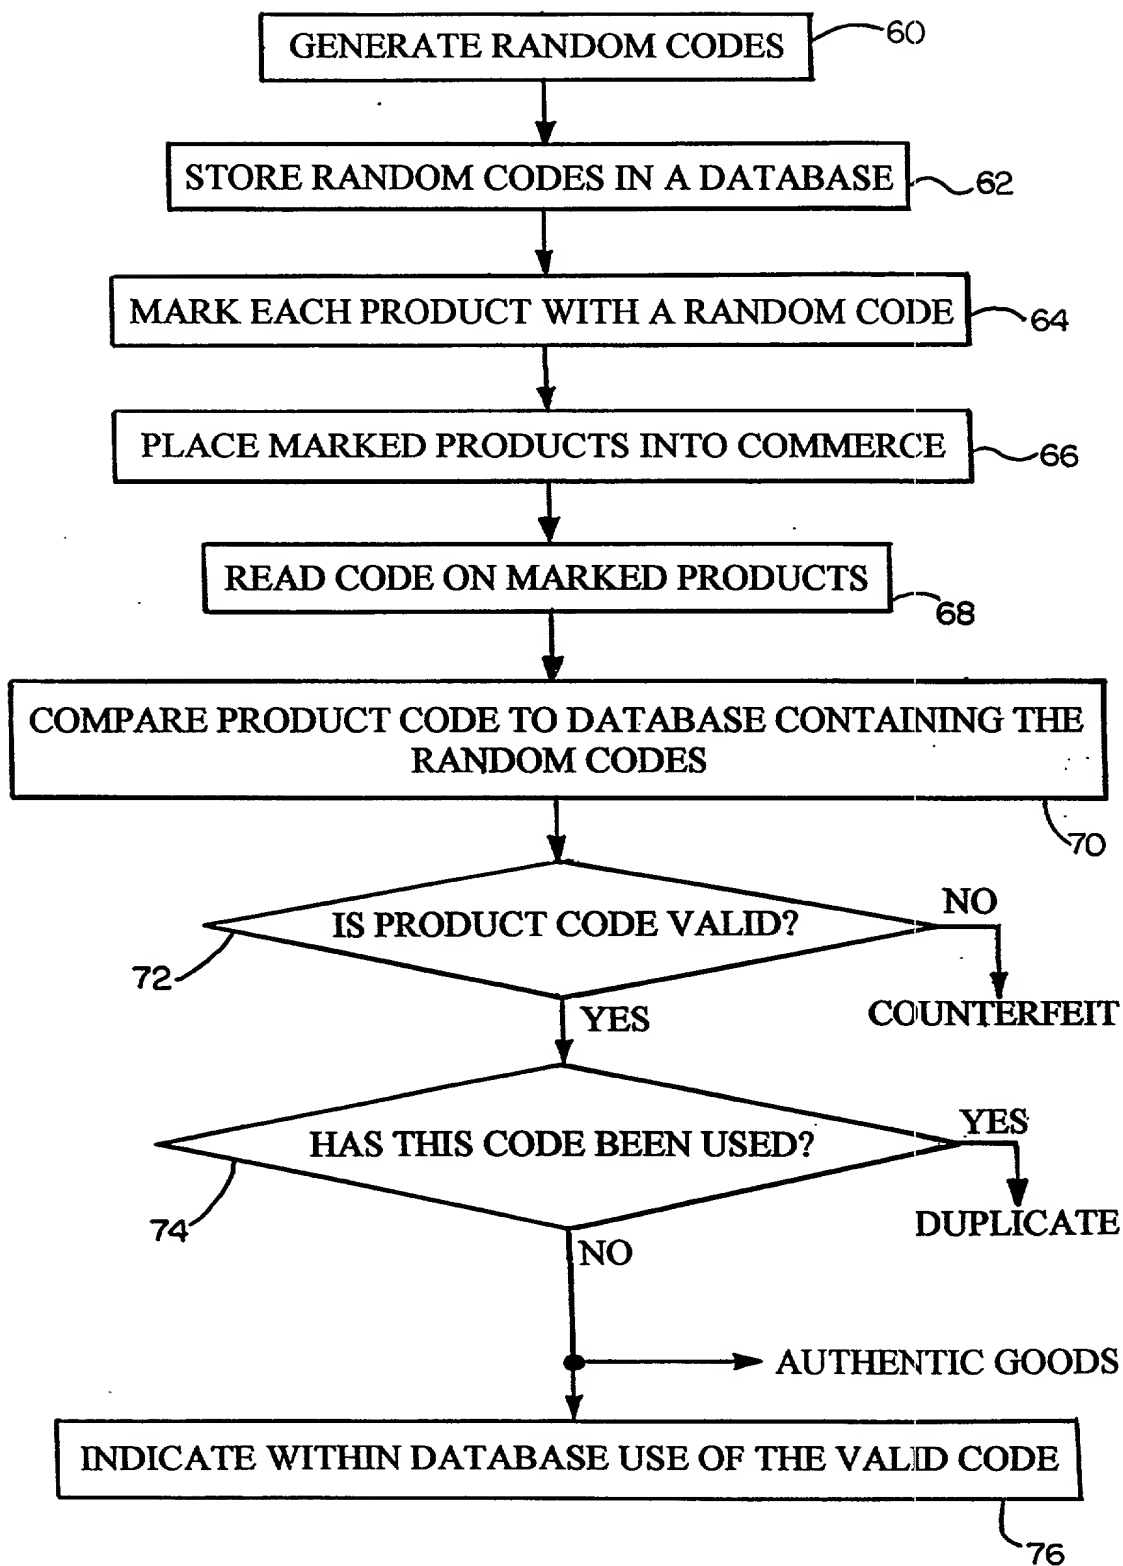 GENERATE RANDOM CODES
60
STORE RANDOM CODES IN A DATABASE
62
MARK EACH PRODUCT WITH A RANDOM CODE
64
PLACE MARKED PRODUCTS INTO COMMERCE
66
READ CODE ON MARKED PRODUCTS
68
COMPARE PRODUCT CODE TO DATABASE CONTAINING THE
RANDOM CODES
70
IS PRODUCT CODE VALID?
NO
72
COUNTERFEIT
YES
HAS THIS CODE BEEN USED?
YES
74
DUPLICATE
NO
AUTHENTIC GOODS
INDICATE WITHIN DATABASE USE OF THE VALID CODE
76